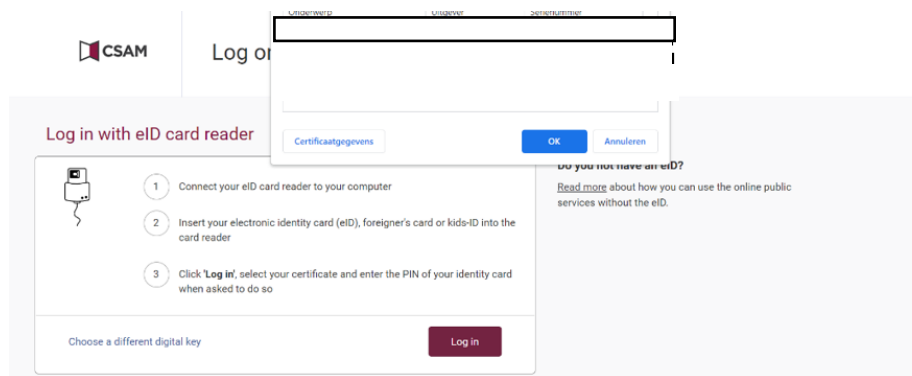 Onderwerp Uitgever Serienummer
CSAM
Log or
Certificaatgegevens OK Annuleren
Log in with eID card reader
1 Connect your eID card reader to your computer
2 Insert your electronic identity card (eID), foreigner's card or kids-ID into the
card reader
3 Click 'Log in', select your certificate and enter the PIN of your identity card
when asked to do so
Choose a different digital key
Log in
Do you not have an eID?
Read more about how you can use the online public
services without the eID.